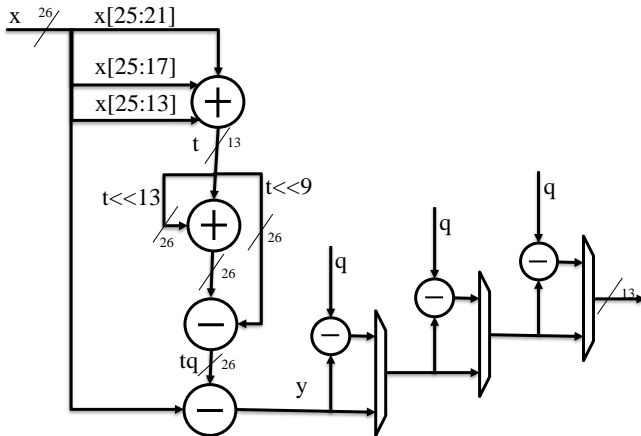 x 26
x[25:21]
x[25:17]
x[25:13]
+
t 13
t<<13 t<<9
+
26 26
26
q q q
−
tq 26
− − −
y
−
13